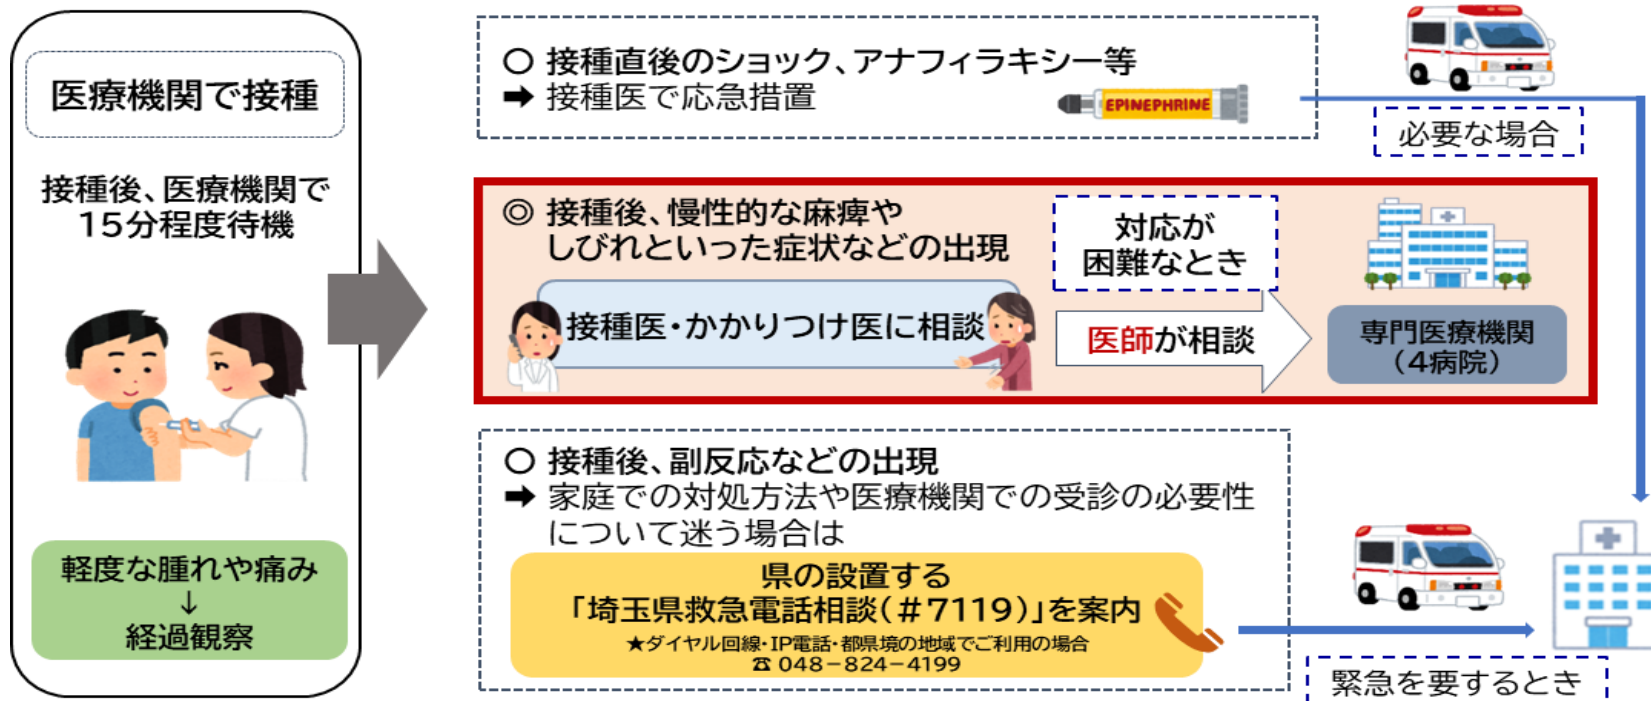 医療機関で接種
接種後、医療機関で
15分程度待機
軽度な腫れや痛み
↓
経過観察
○ 接種直後のショック、アナフィラキシー等
➡ 接種医で応急措置
EPINEPHRINE
必要な場合
◎ 接種後、慢性的な麻痺や
しびれといった症状などの出現
接種医・かかりつけ医に相談
対応が
困難なとき
医師が相談
専門医療機関
(4病院)
○ 接種後、副反応などの出現
➡ 家庭での対処方法や医療機関での受診の必要性
について迷う場合は
県の設置する
「埼玉県救急電話相談(#7119)」を案内
★ダイヤル回線・IP電話・都県境の地域でご利用の場合
☎ 048-824-4199
緊急を要するとき